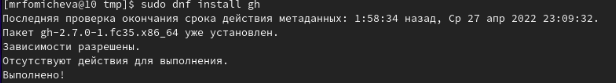 [mrfomicheva@10 tmp]$ sudo dnf install gh
Последняя проверка окончания срока действия метаданных: 1:58:34 назад, Ср 27 апр 2022 23:09:32.
Пакет gh-2.7.0-1.fc35.x86_64 уже установлен.
Зависимости разрешены.
Отсутствуют действия для выполнения.
Выполнено!